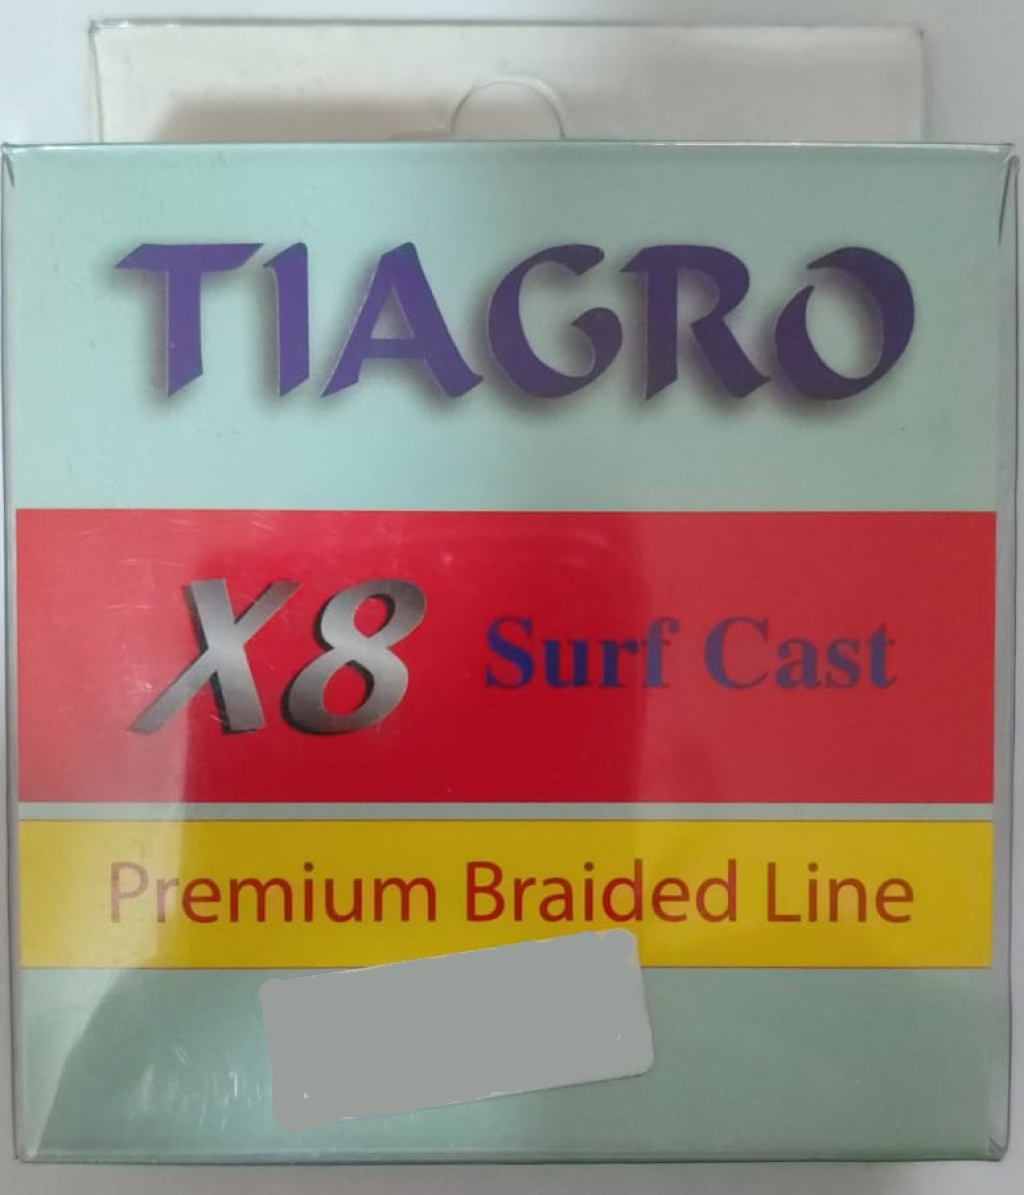 TIAGRO
X8 Surf Cast
Premium Braided Line